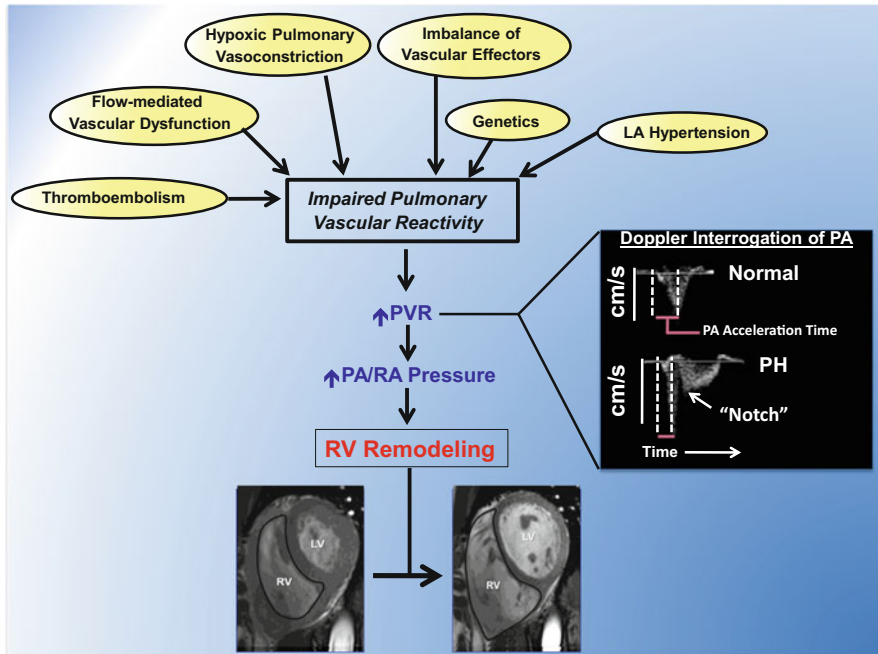 Hypoxic Pulmonary
Vasoconstriction
Imbalance of
Vascular Effectors
Flow-mediated
Vascular Dysfunction
Genetics
LA Hypertension
Thromboembolism
Impaired Pulmonary
Vascular Reactivity
Doppler Interrogation of PA
cm/s
Normal
PA Acceleration Time
PVR
PH
cm/s
PA/RA Pressure
"Notch"
RV Remodeling
Time
LV
RV
LV
RV